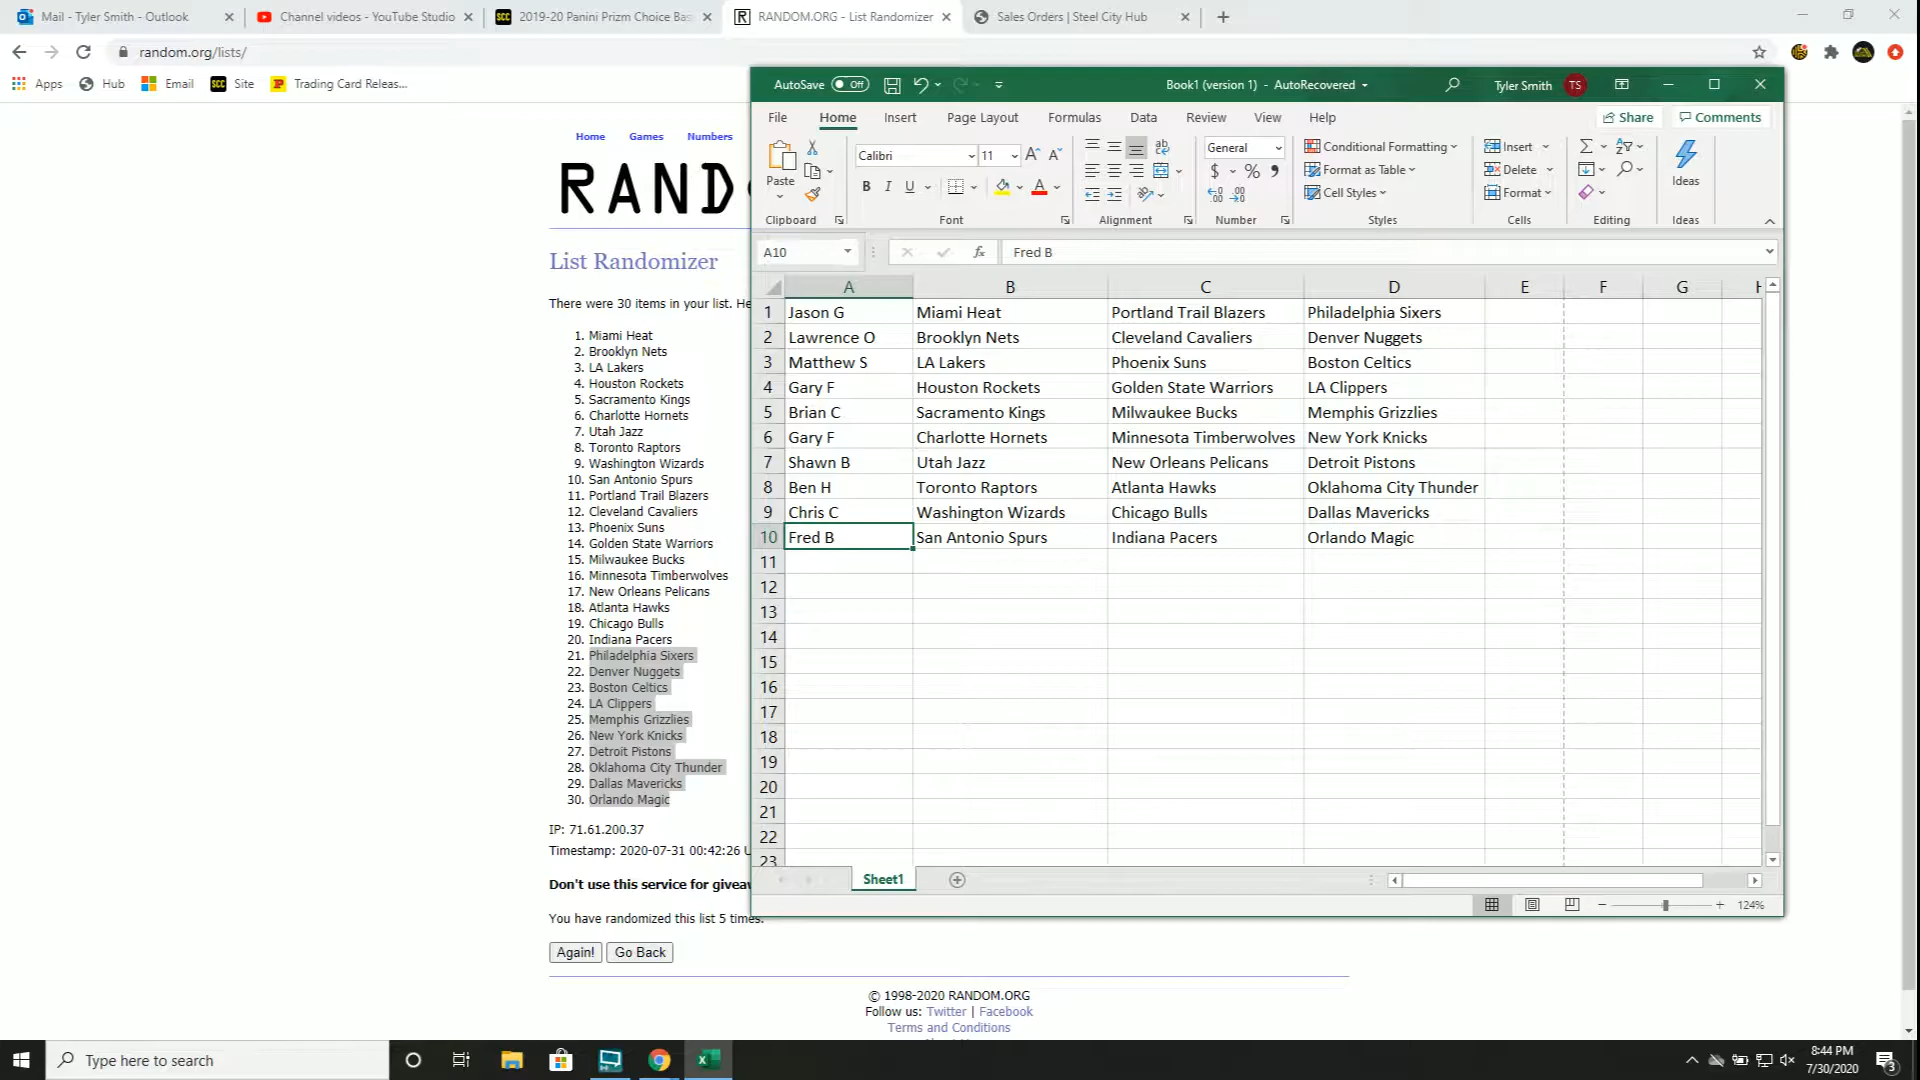 Mail - Tyler Smith - Outlook
Channel videos - YouTube Studio
2019-20 Panini Prizm Choice Bas
RANDOM.ORG - List Randomizer
Sales Orders | Steel City Hub
random.org/lists/
Apps
Hub
Email
Site
Trading Card Releas...
Home
Games
Numbers
RAND
List Randomizer
There were 30 items in your list. He
1. Miami Heat
2. Brooklyn Nets
3. LA Lakers
4. Houston Rockets
5. Sacramento Kings
6. Charlotte Hornets
7. Utah Jazz
8. Toronto Raptors
9. Washington Wizards
10. San Antonio Spurs
11. Portland Trail Blazers
12. Cleveland Cavaliers
13. Phoenix Suns
14. Golden State Warriors
15. Milwaukee Bucks
16. Minnesota Timberwolves
17. New Orleans Pelicans
18. Atlanta Hawks
19. Chicago Bulls
20. Indiana Pacers
21. Philadelphia Sixers
22. Denver Nuggets
23. Boston Celtics
24. LA Clippers
25. Memphis Grizzlies
26. New York Knicks
27. Detroit Pistons
28. Oklahoma City Thunder
29. Dallas Mavericks
30. Orlando Magic
IP: 71.61.200.37
Timestamp: 2020-07-31 00:42:26 U
Don't use this service for giveaw
You have randomized this list 5 times.
Again!
Go Back
© 1998-2020 RANDOM.ORG
Follow us: Twitter | Facebook
Terms and Conditions
AutoSave Off
Book1 (version 1) - AutoRecovered
Tyler Smith TS
File Home Insert Page Layout Formulas Data Review View Help
Share
Comments
Paste
Clipboard
Calibri 11
B I U
Font
Alignment
General
Number
Conditional Formatting
Format as Table
Cell Styles
Styles
Insert
Delete
Format
Cells
Editing
Ideas
Ideas
A10
fx Fred B
A B C D E F G H
1 Jason G Miami Heat Portland Trail Blazers Philadelphia Sixers
2 Lawrence O Brooklyn Nets Cleveland Cavaliers Denver Nuggets
3 Matthew S LA Lakers Phoenix Suns Boston Celtics
4 Gary F Houston Rockets Golden State Warriors LA Clippers
5 Brian C Sacramento Kings Milwaukee Bucks Memphis Grizzlies
6 Gary F Charlotte Hornets Minnesota Timberwolves New York Knicks
7 Shawn B Utah Jazz New Orleans Pelicans Detroit Pistons
8 Ben H Toronto Raptors Atlanta Hawks Oklahoma City Thunder
9 Chris C Washington Wizards Chicago Bulls Dallas Mavericks
10 Fred B San Antonio Spurs Indiana Pacers Orlando Magic
11
12
13
14
15
16
17
18
19
20
21
22
23
Sheet1
124%
Type here to search
8:44 PM
7/30/2020
3